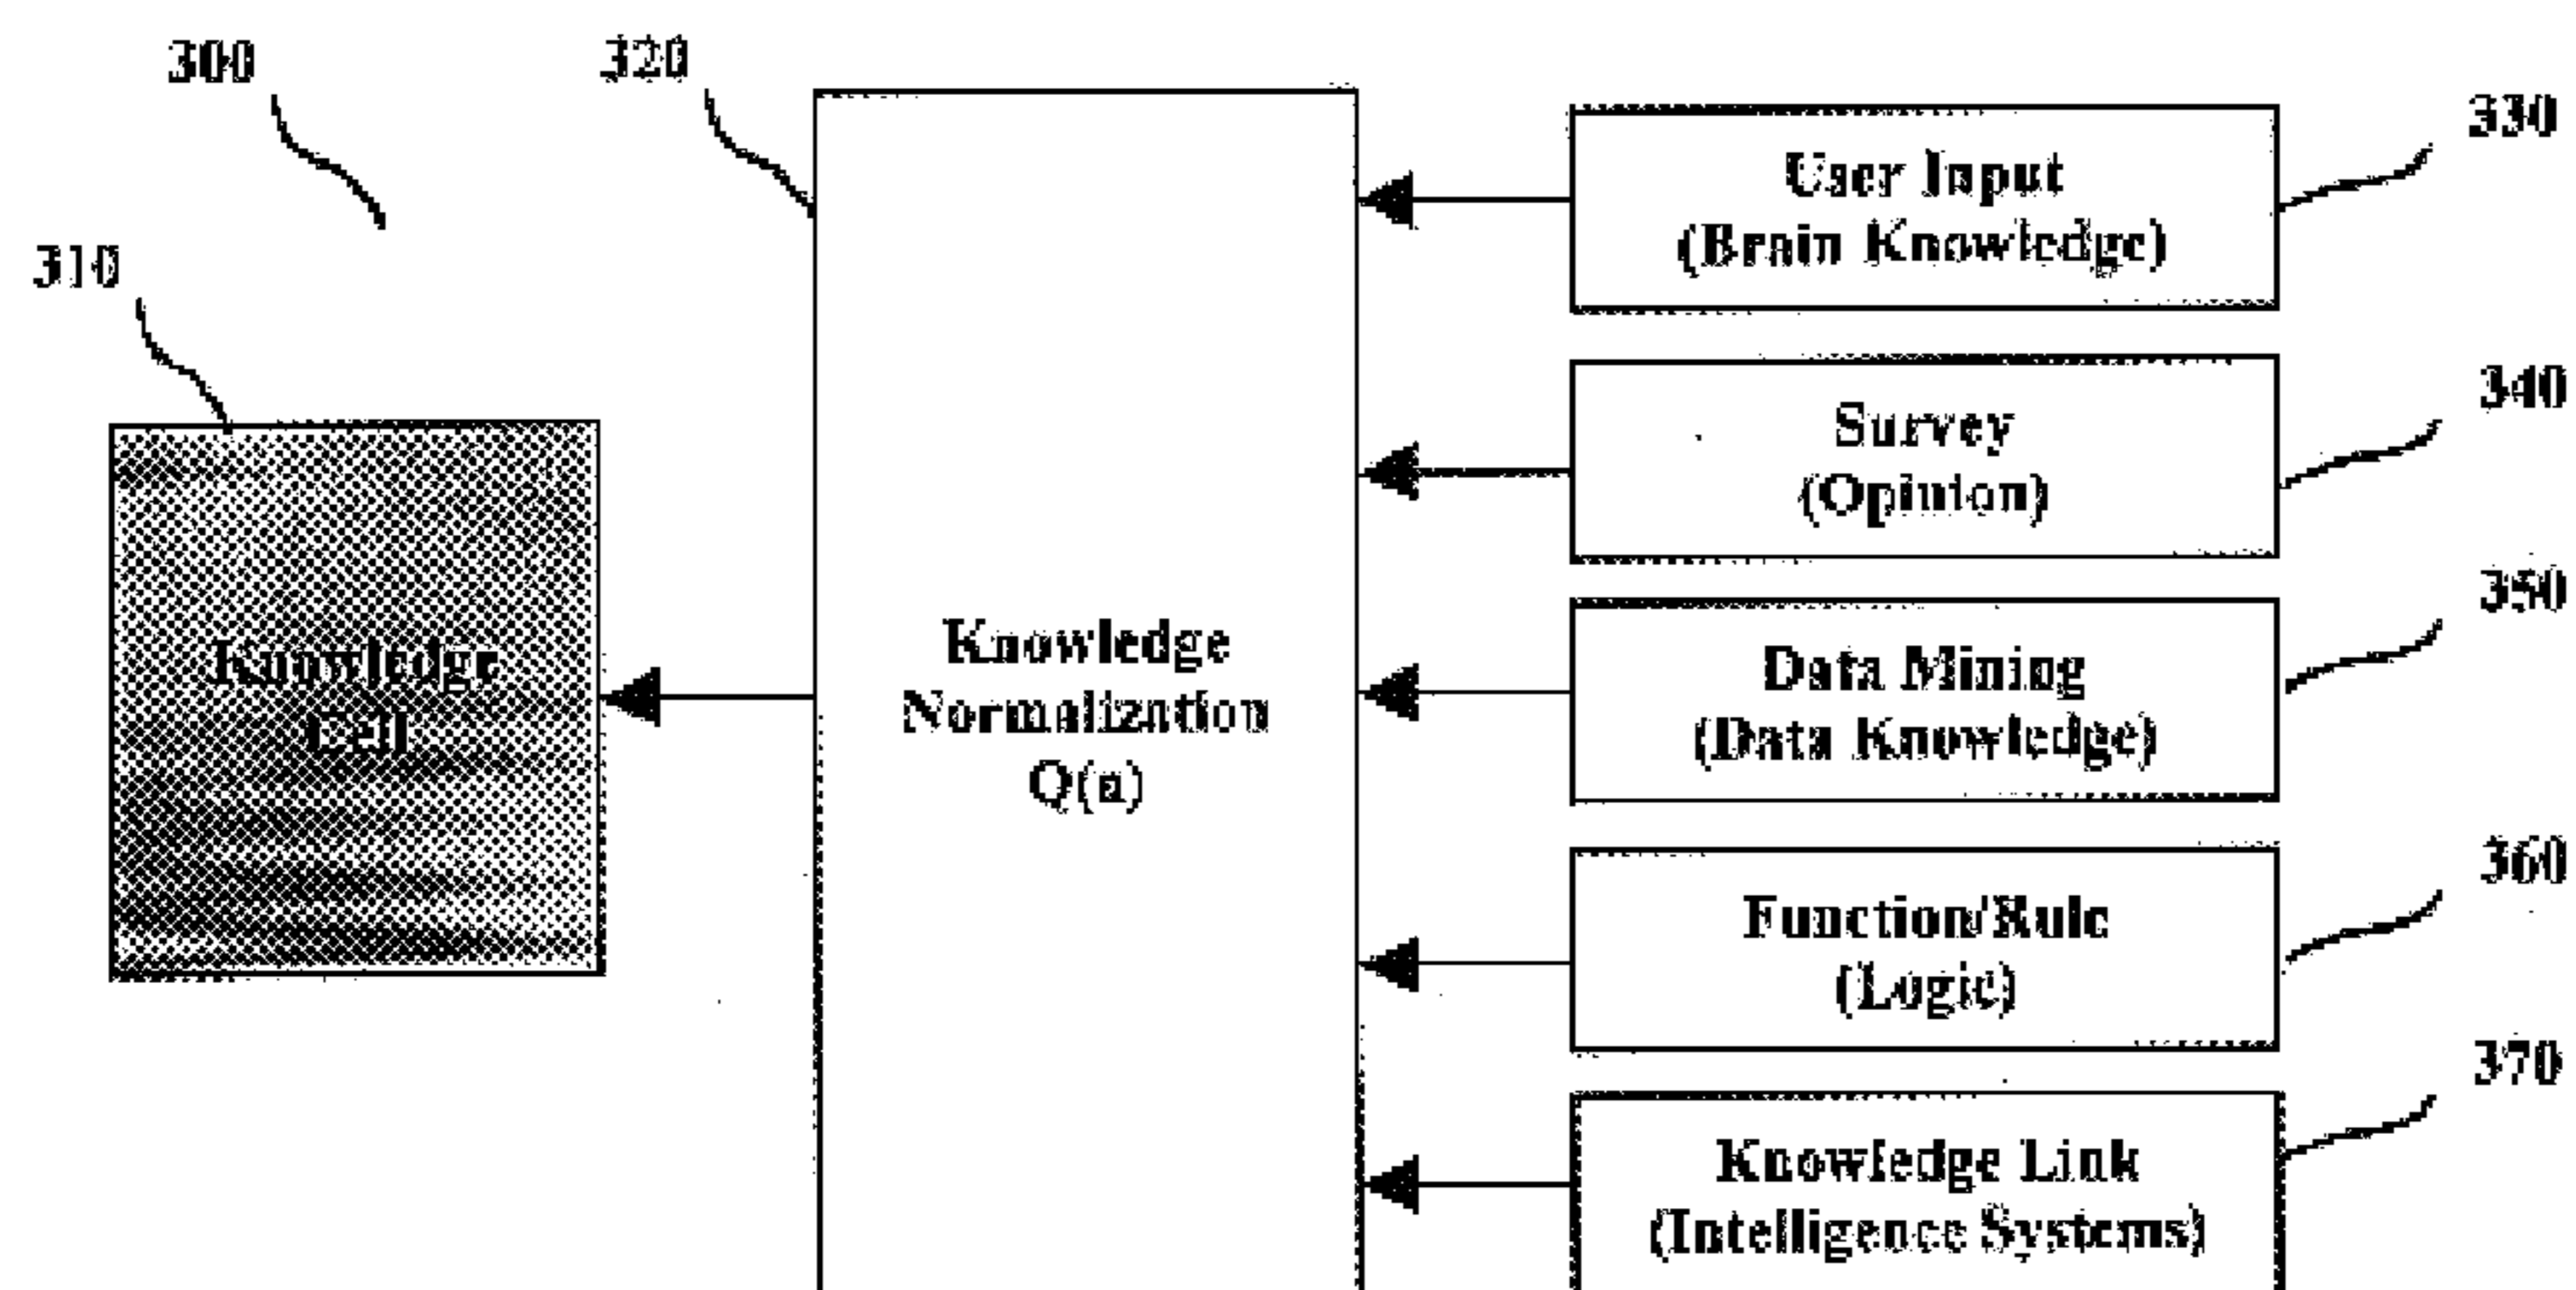 300
320
330
User Input
(Brain Knowledge)
310
340
Survey
(Opinion)
350
Knowledge
Cell
Knowledge
Normalization
Q(n)
Data Mining
(Data Knowledge)
360
Function/Rule
(Logic)
370
Knowledge Link
(Intelligence Systems)